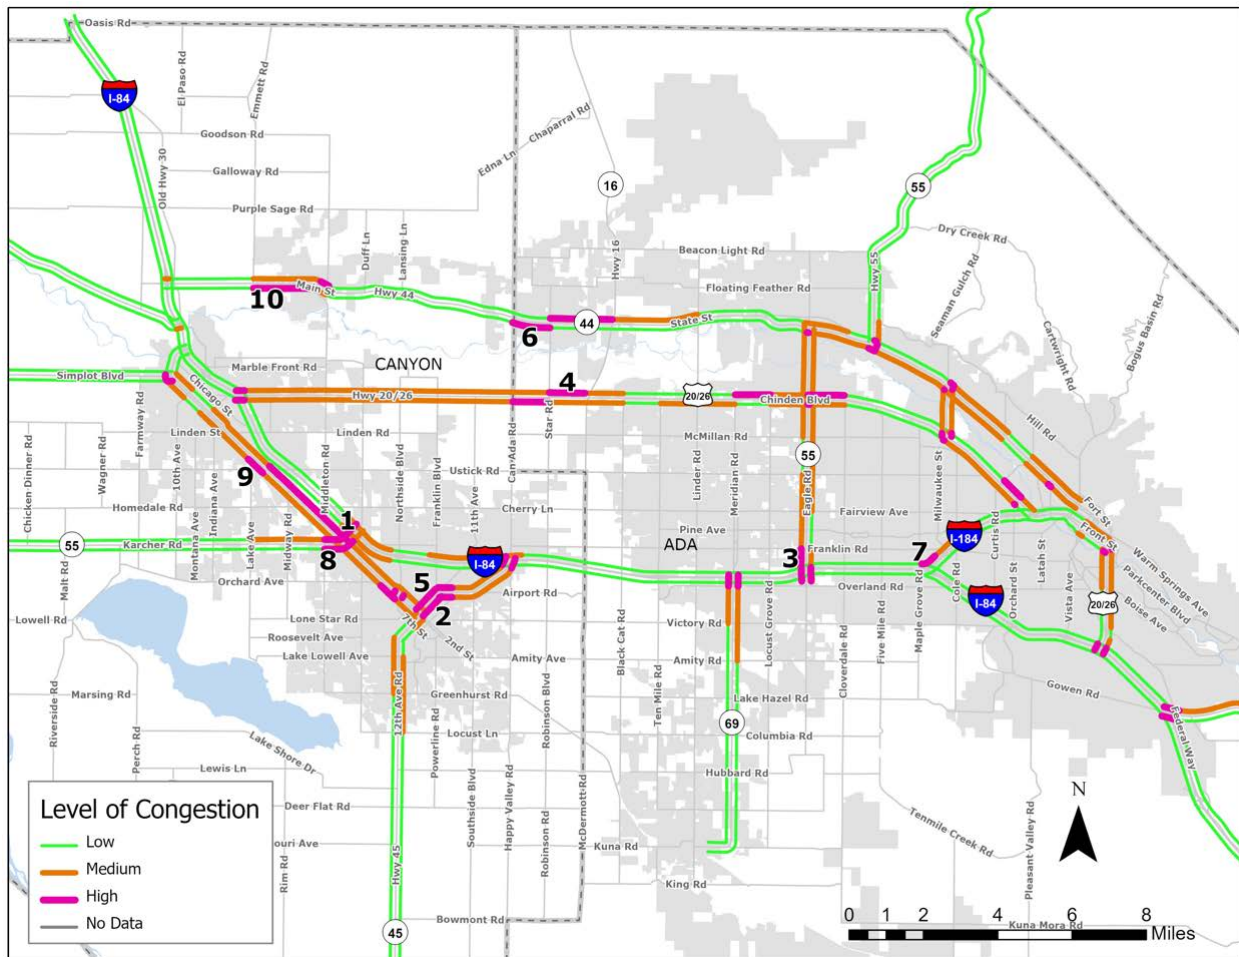 Oasis Rd
I-84
El Paso Rd
Emmett Rd
Old Hwy 30
Goodson Rd
Chaparral Rd
Edna Ln
Galloway Rd
16
55
Purple Sage Rd
Duff Ln
Lansing Ln
Hwy 16
Beacon Light Rd
Dry Creek Rd
Hwy 55
Seaman Gulch Rd
Floating Feather Rd
Bogus Basin Rd
Cartwright Rd
10
Main St
Hwy 44
6
44
State St
Marble Front Rd
CANYON
Simplot Blvd
Chicago St
4
Hwy 20/26
20/26
Chinden Blvd
Hill Rd
Farmway Rd
Star Rd
Can-Ada Rd
Linden St
Linden Rd
McMillan Rd
Chicken Dinner Rd
Wagner Rd
10th Ave
Indiana Ave
9
Middleton Rd
Northside Blvd
Franklin Blvd
Ustick Rd
11th Ave
Linder Rd
Meridian Rd
55
Eagle Rd
Milwaukee St
Homedale Rd
Cherry Ln
Fairview Ave
Fort St
1
Montana Ave
Lake Ave
Midway Rd
Pine Ave
I-184
Curtis Rd
Front St
55
Karcher Rd
8
I-84
ADA
3
Franklin Rd
7
Latah St
Warm Springs Ave
Malt Rd
Orchard Ave
5
2
Airport Rd
Overland Rd
Cole Rd
Orchard St
I-84
Vista Ave
20/26
Parkcenter Blvd
Boise Ave
Lowell Rd
Lone Star Rd
7th St
2nd St
Black Cat Rd
Victory Rd
Locust Grove Rd
Five Mile Rd
Maple Grove Rd
Roosevelt Ave
Lake Lowell Ave
Amity Ave
Amity Rd
Cloverdale Rd
Gowen Rd
Marsing Rd
Riverside Rd
Perch Rd
12th Ave Rd
Greenhurst Rd
Robinson Blvd
Ten Mile Rd
Lake Hazel Rd
69
Federal Way
Lake Shore Dr
Powerline Rd
Locust Ln
Columbia Rd
Lewis Ln
Southside Blvd
Happy Valley Rd
McDermott Rd
Hubbard Rd
N
Level of Congestion
Low
Medium
High
No Data
Deer Flat Rd
ouri Ave
Rim Rd
Hwy 45
Robinson Rd
Kuna Rd
Tenmile Creek Rd
Pleasant Valley Rd
King Rd
45
Bowmont Rd
Kuna Mora Rd
0 1 2 4 6 8
Miles